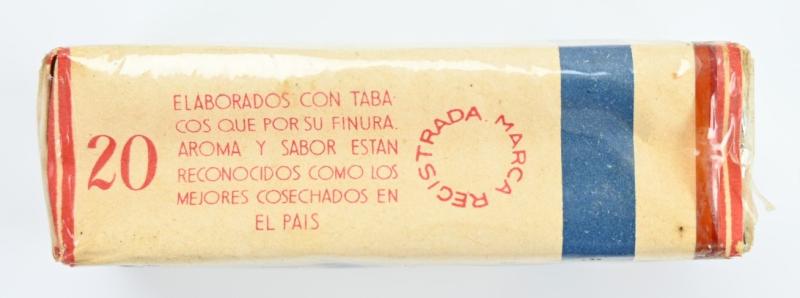 20
ELABORADOS CON TABA-
COS QUE POR SU FINURA.
AROMA Y SABOR ESTAN
RECONOCIDOS COMO LOS
MEJORES COSECHADOS EN
EL PAIS
MARCA REGISTRADA.